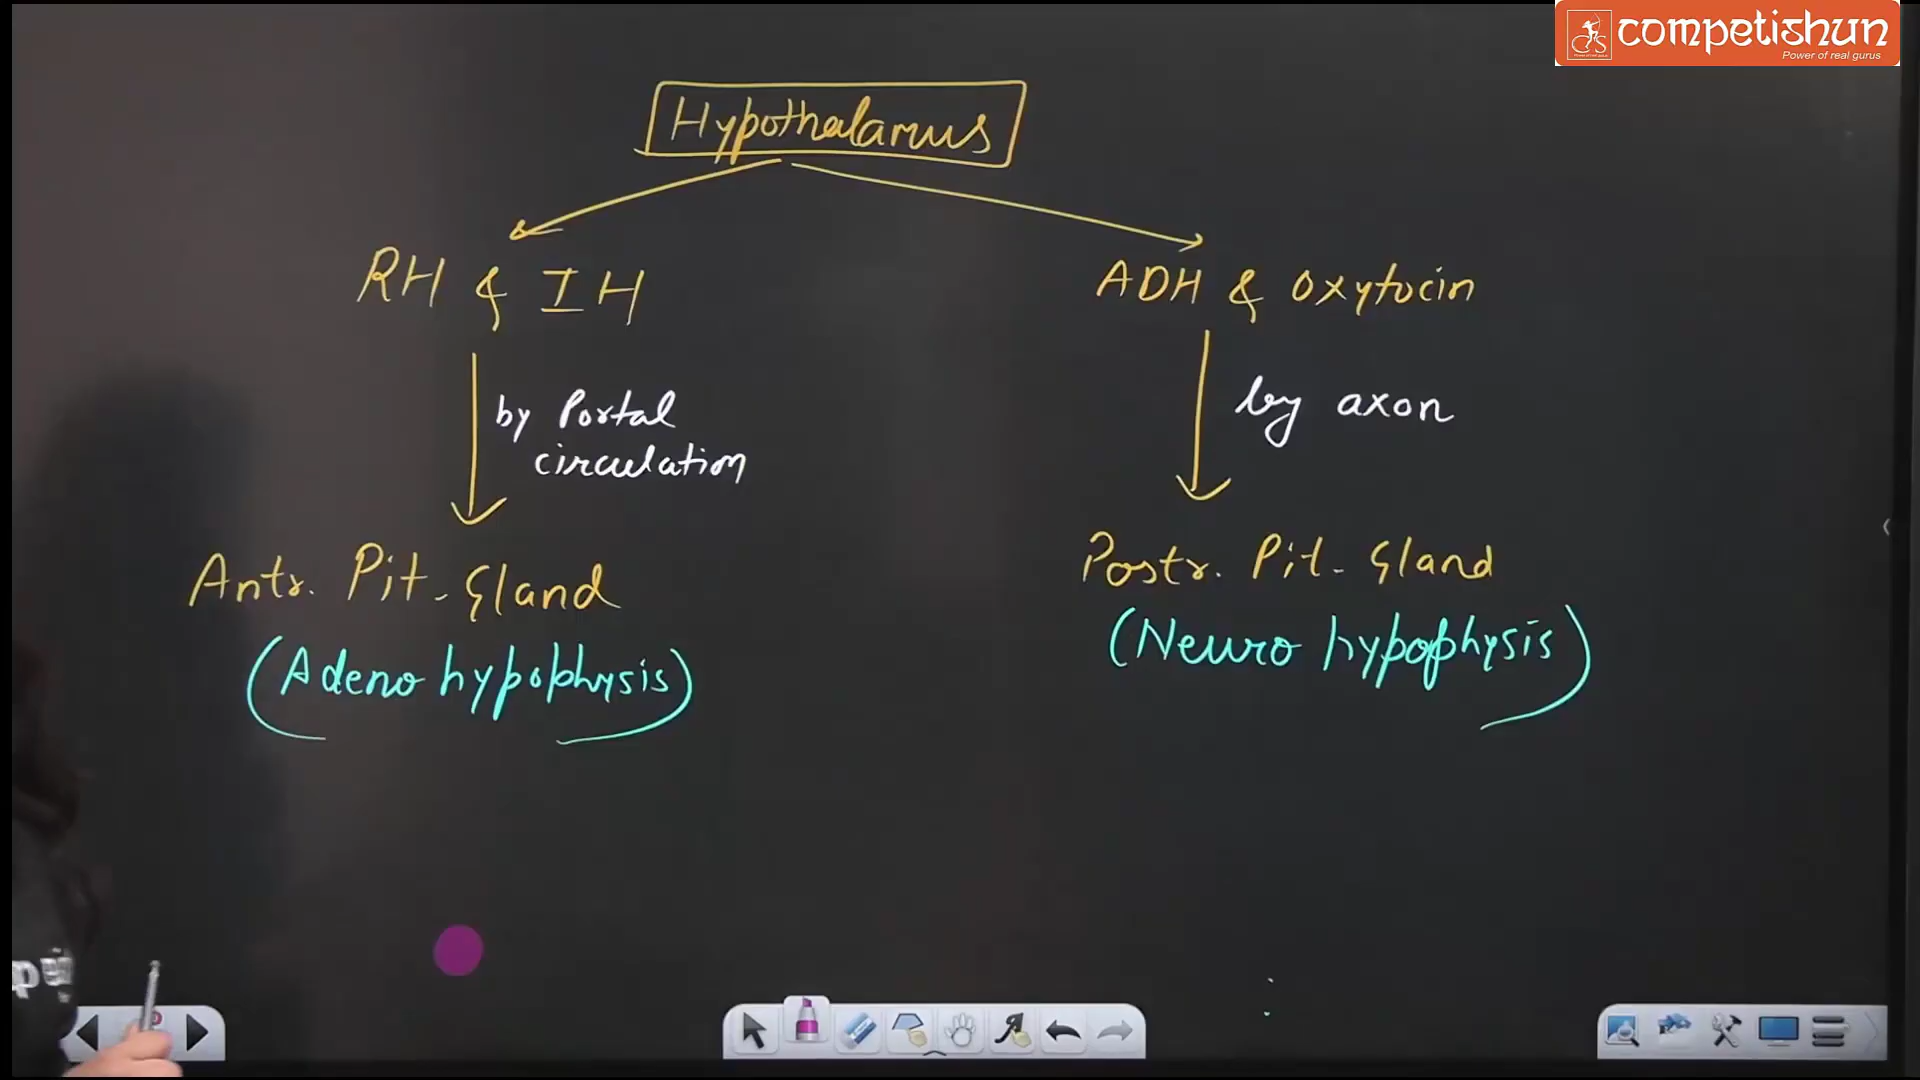 competishun
Power of real gurus
Hypothalamus
RH & IH
ADH & Oxytocin
by Portal
circulation
by axon
Antr. Pit. Gland
(Adeno hypophysis)
Postr. Pit. Gland
(Neuro hypophysis)